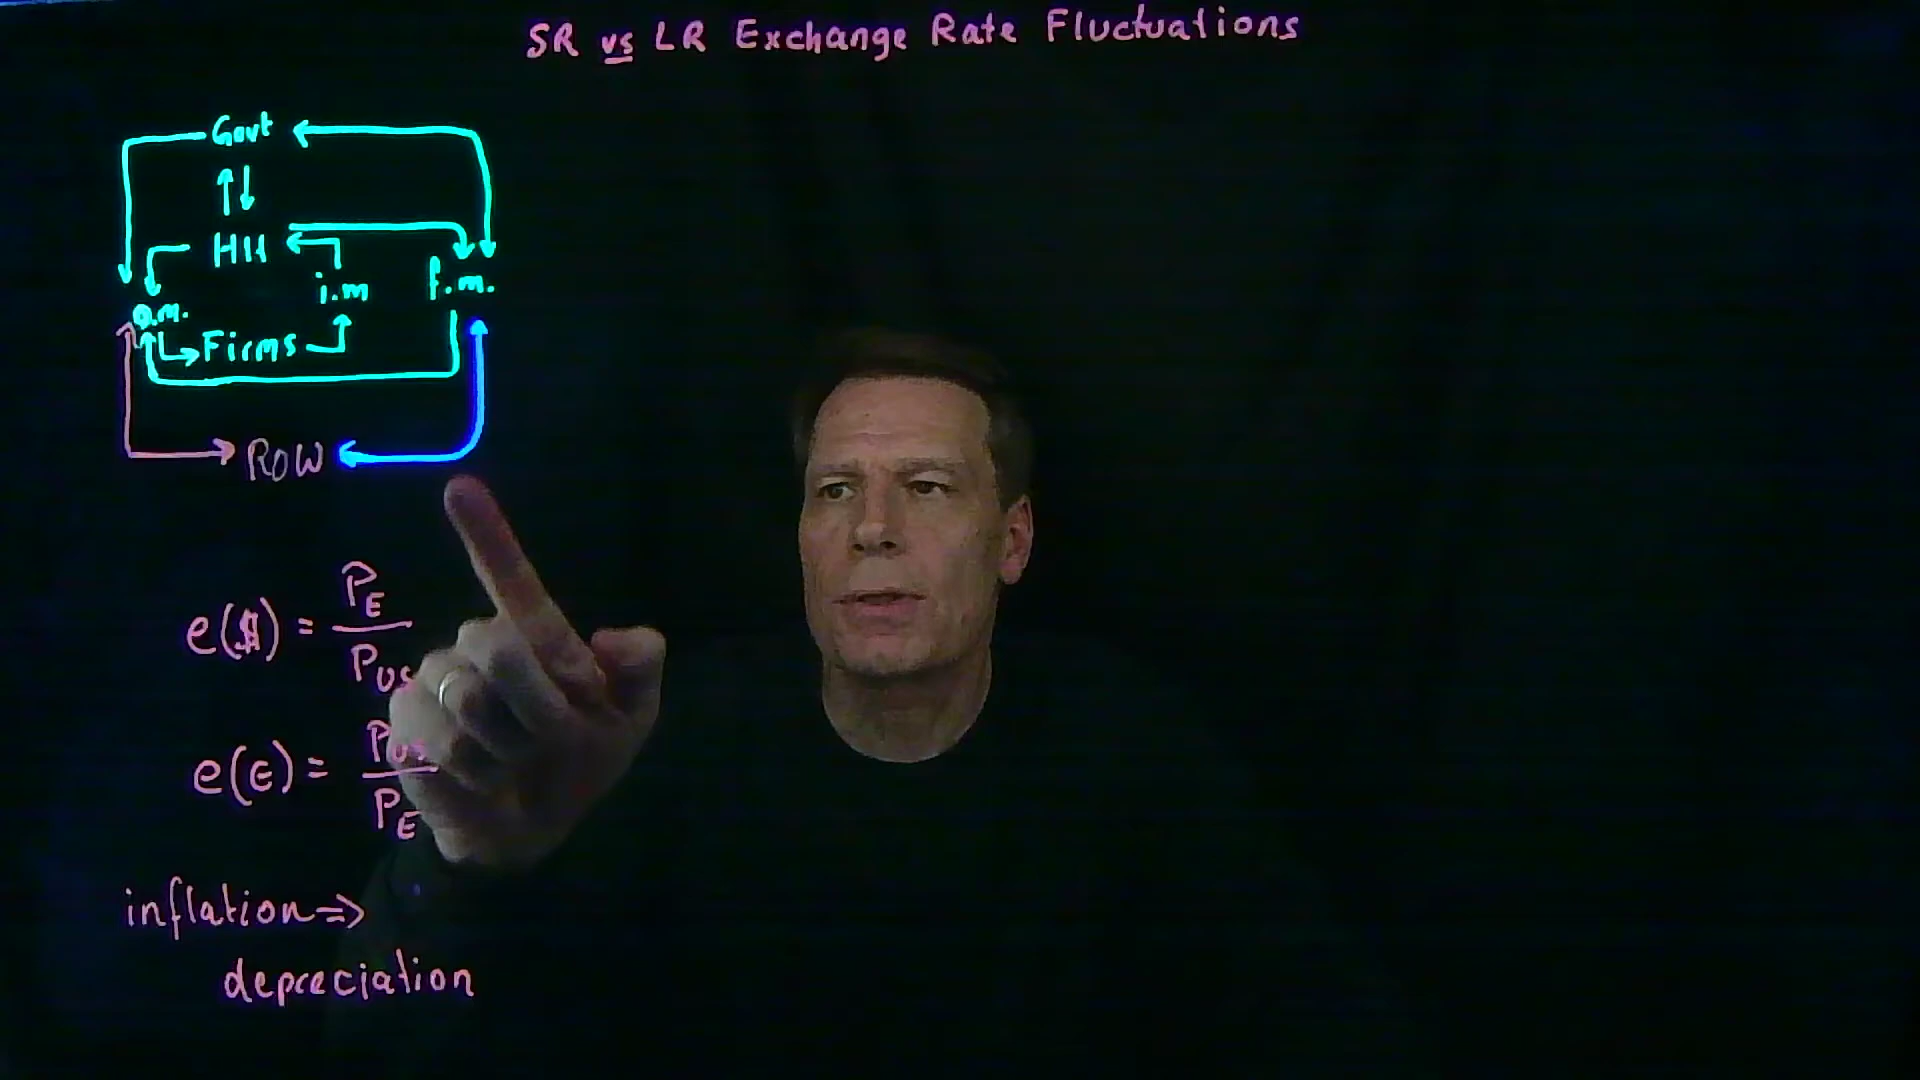 SR vs LR Exchange Rate Fluctuations
Govt
HH
i.m
f.m.
o.m.
Firms
ROW
e($) = P_E / P_US
e(E) = P_US / P_E
inflation ⇒
depreciation